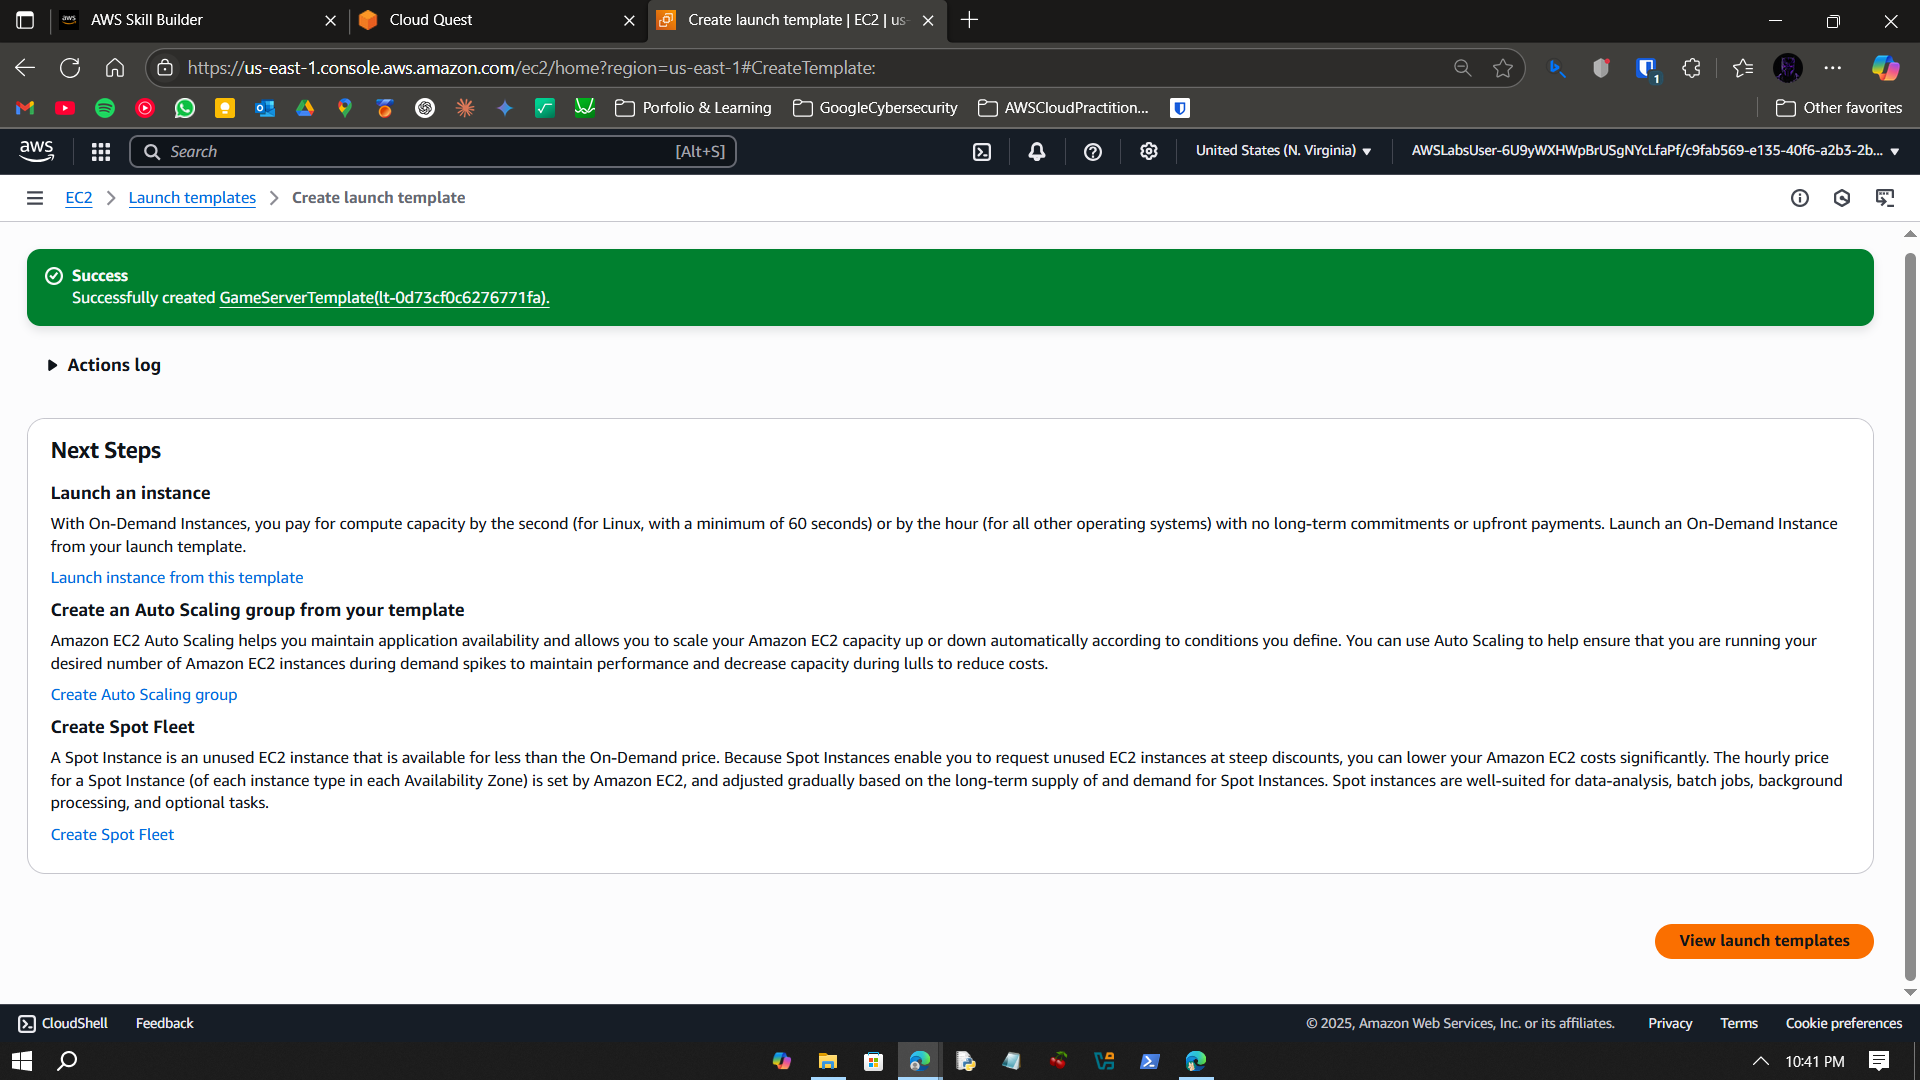 AWS Skill Builder
Cloud Quest
Create launch template | EC2 | us-
https://us-east-1.console.aws.amazon.com/ec2/home?region=us-east-1#CreateTemplate:
1
Porfolio & Learning
GoogleCybersecurity
AWSCloudPractition...
Other favorites
aws
Search
[Alt+S]
United States (N. Virginia)
AWSLabsUser-6U9yWXHWpBrUSgNYcLfaPf/c9fab569-e135-40f6-a2b3-2b...
EC2
Launch templates
Create launch template
Success
Successfully created GameServerTemplate(lt-0d73cf0c6276771fa).
Actions log
Next Steps
Launch an instance
With On-Demand Instances, you pay for compute capacity by the second (for Linux, with a minimum of 60 seconds) or by the hour (for all other operating systems) with no long-term commitments or upfront payments. Launch an On-Demand Instance
from your launch template.
Launch instance from this template
Create an Auto Scaling group from your template
Amazon EC2 Auto Scaling helps you maintain application availability and allows you to scale your Amazon EC2 capacity up or down automatically according to conditions you define. You can use Auto Scaling to help ensure that you are running your
desired number of Amazon EC2 instances during demand spikes to maintain performance and decrease capacity during lulls to reduce costs.
Create Auto Scaling group
Create Spot Fleet
A Spot Instance is an unused EC2 instance that is available for less than the On-Demand price. Because Spot Instances enable you to request unused EC2 instances at steep discounts, you can lower your Amazon EC2 costs significantly. The hourly price
for a Spot Instance (of each instance type in each Availability Zone) is set by Amazon EC2, and adjusted gradually based on the long-term supply of and demand for Spot Instances. Spot instances are well-suited for data-analysis, batch jobs, background
processing, and optional tasks.
Create Spot Fleet
View launch templates
CloudShell
Feedback
© 2025, Amazon Web Services, Inc. or its affiliates.
Privacy
Terms
Cookie preferences
10:41 PM